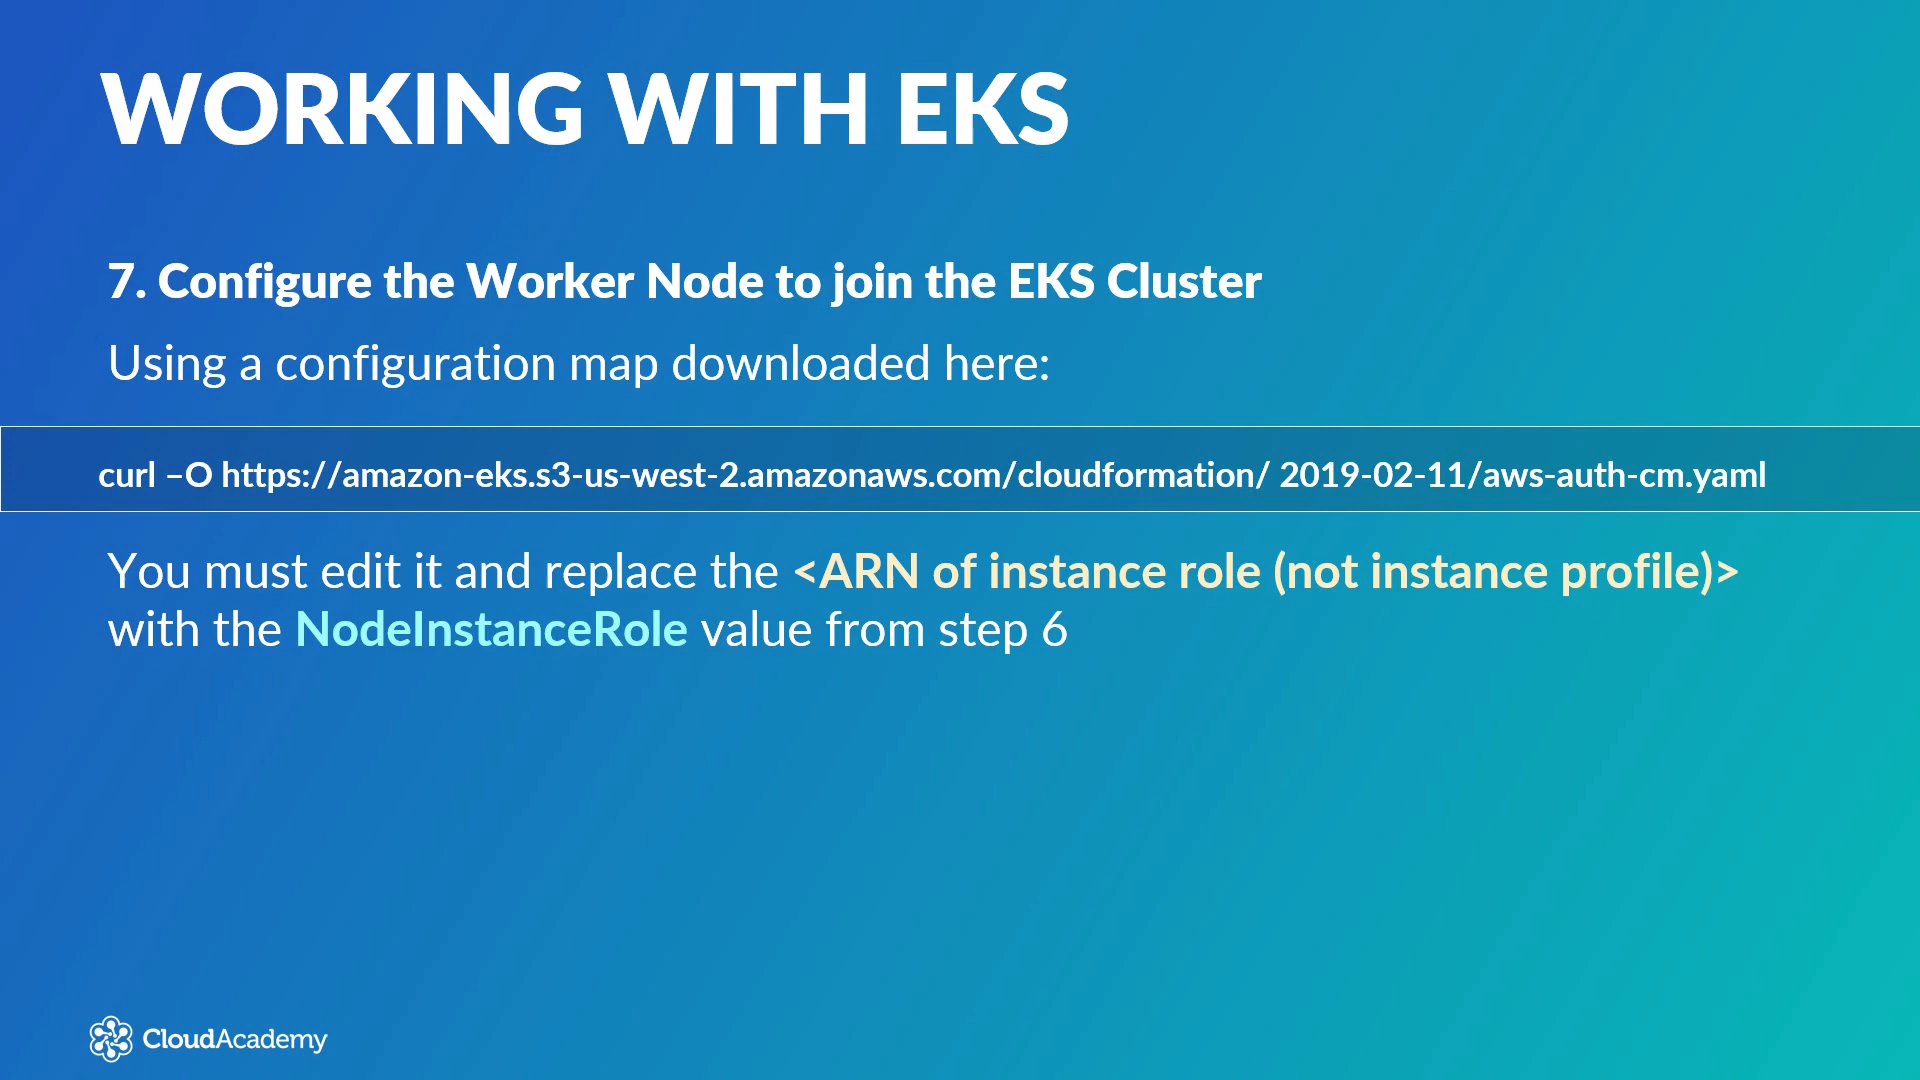 WORKING WITH EKS
7. Configure the Worker Node to join the EKS Cluster
Using a configuration map downloaded here:
curl –O https://amazon-eks.s3-us-west-2.amazonaws.com/cloudformation/ 2019-02-11/aws-auth-cm.yaml
You must edit it and replace the <ARN of instance role (not instance profile)>
with the NodeInstanceRole value from step 6
CloudAcademy